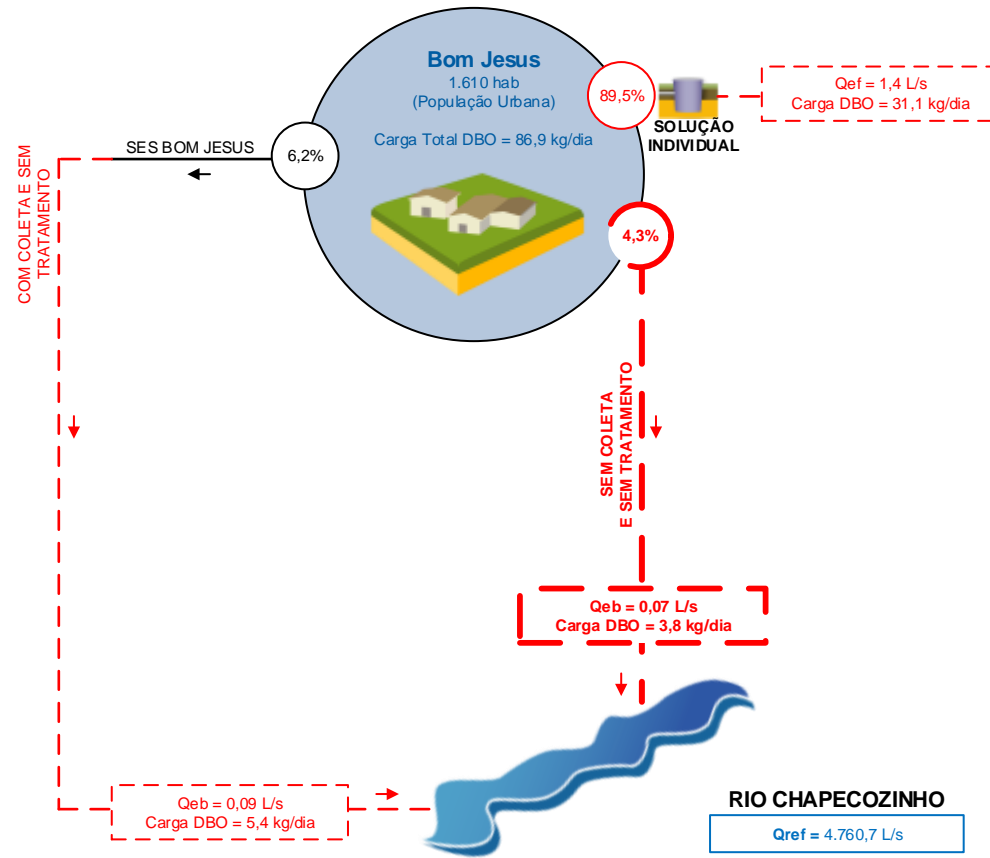 Bom Jesus
1.610 hab
(População Urbana)
Carga Total DBO = 86,9 kg/dia
89,5%
SOLUÇÃO
INDIVIDUAL
Qef = 1,4 L/s
Carga DBO = 31,1 kg/dia
SES BOM JESUS
6,2%
4,3%
COM COLETA E SEM
TRATAMENTO
SEM COLETA
E SEM TRATAMENTO
Qeb = 0,07 L/s
Carga DBO = 3,8 kg/dia
Qeb = 0,09 L/s
Carga DBO = 5,4 kg/dia
RIO CHAPECOZINHO
Qref = 4.760,7 L/s